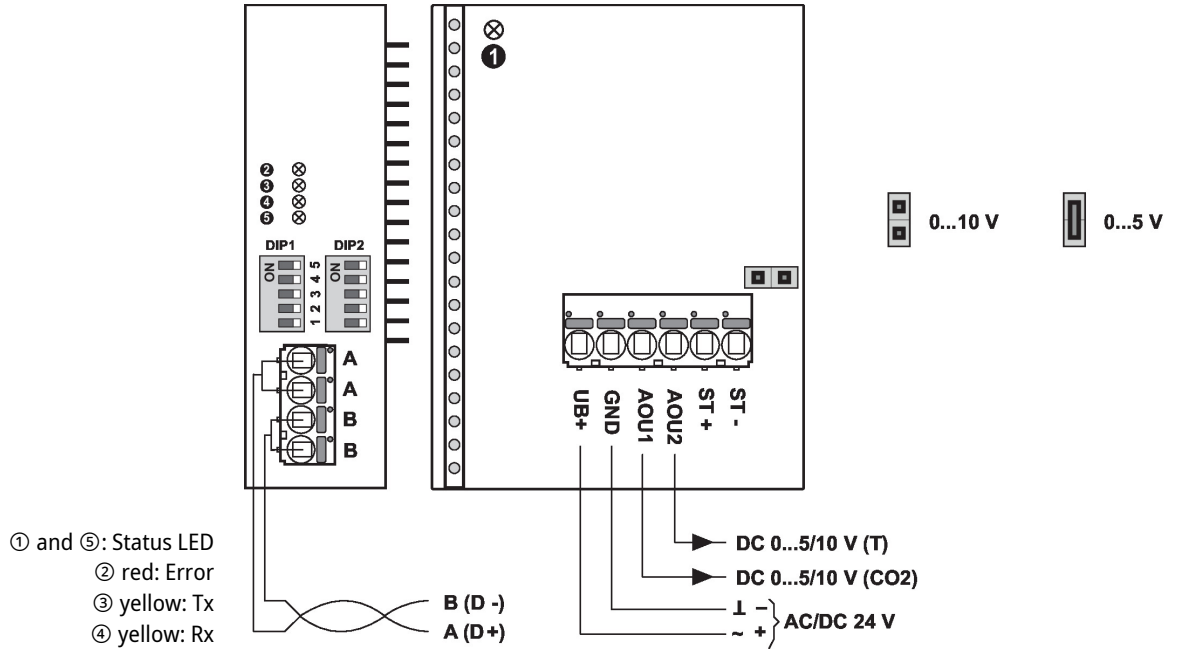 ❶
❷
❸
❹
❺
DIP1
DIP2
ON
1 2 3 4 5
ON
A
A
B
B
UB+
GND
AOU1
AOU2
ST +
ST -
0...10 V
0...5 V
① and ⑤: Status LED
② red: Error
③ yellow: Tx
④ yellow: Rx
B (D -)
A (D+)
DC 0...5/10 V (T)
DC 0...5/10 V (CO2)
⊥ −
~ +
AC/DC 24 V